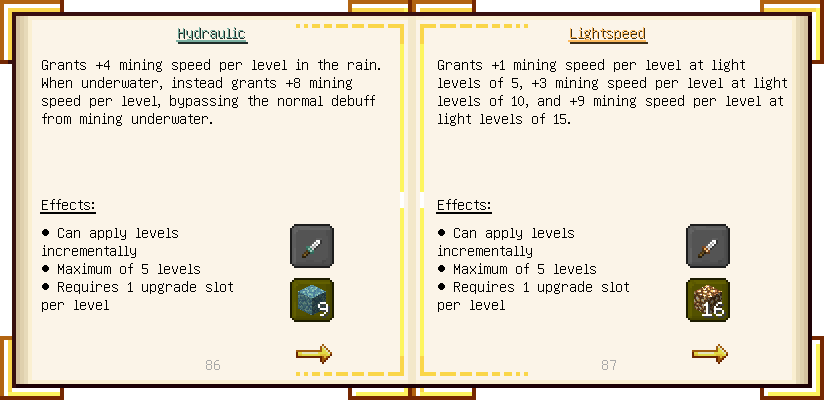 Hydraulic
Grants +4 mining speed per level in the rain.
When underwater, instead grants +8 mining
speed per level, bypassing the normal debuff
from mining underwater.
Effects:
● Can apply levels
incrementally
● Maximum of 5 levels
● Requires 1 upgrade slot
per level
9
86
Lightspeed
Grants +1 mining speed per level at light
levels of 5, +3 mining speed per level at light
levels of 10, and +9 mining speed per level at
light levels of 15.
Effects:
● Can apply levels
incrementally
● Maximum of 5 levels
● Requires 1 upgrade slot
per level
16
87